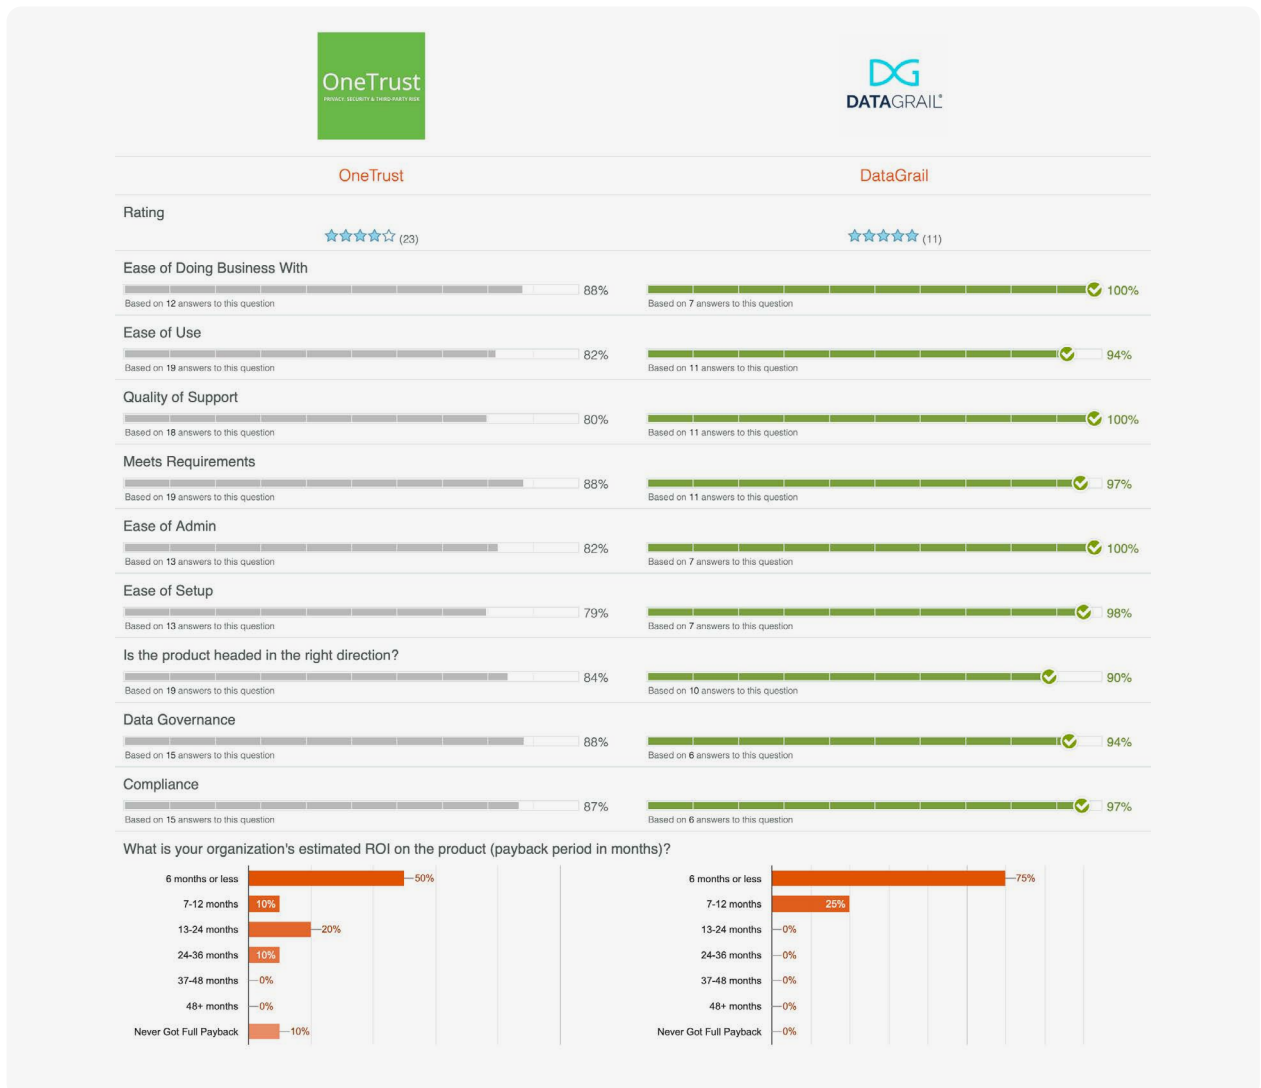 OneTrust
PRIVACY, SECURITY & THIRD-PARTY RISK
DATAGRAIL®
OneTrust DataGrail
Rating
(23) (11)
Ease of Doing Business With
88% 100%
Based on 12 answers to this question Based on 7 answers to this question
Ease of Use
82% 94%
Based on 19 answers to this question Based on 11 answers to this question
Quality of Support
80% 100%
Based on 18 answers to this question Based on 11 answers to this question
Meets Requirements
88% 97%
Based on 19 answers to this question Based on 11 answers to this question
Ease of Admin
82% 100%
Based on 13 answers to this question Based on 7 answers to this question
Ease of Setup
79% 98%
Based on 13 answers to this question Based on 7 answers to this question
Is the product headed in the right direction?
84% 90%
Based on 19 answers to this question Based on 10 answers to this question
Data Governance
88% 94%
Based on 15 answers to this question Based on 6 answers to this question
Compliance
87% 97%
Based on 15 answers to this question Based on 6 answers to this question
What is your organization's estimated ROI on the product (payback period in months)?
6 months or less 50% 6 months or less 75%
7-12 months 10% 7-12 months 25%
13-24 months 20% 13-24 months 0%
24-36 months 10% 24-36 months 0%
37-48 months 0% 37-48 months 0%
48+ months 0% 48+ months 0%
Never Got Full Payback 10% Never Got Full Payback 0%